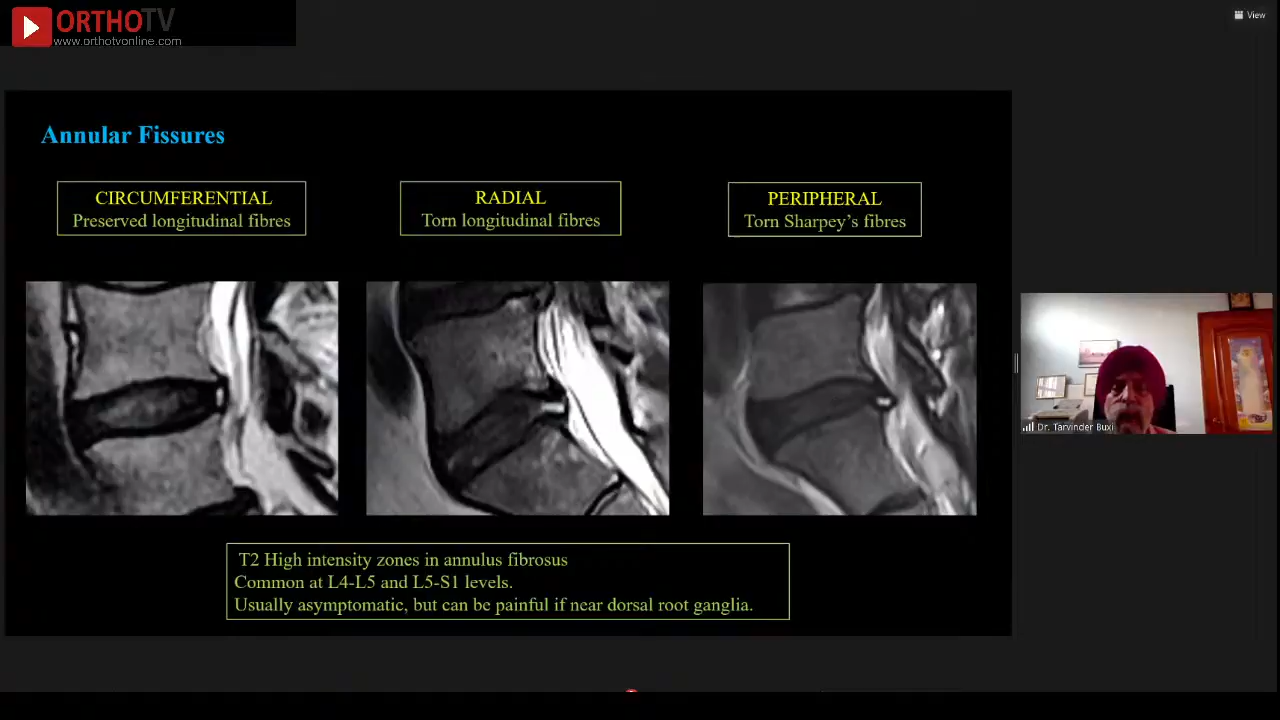 ORTHOTV
www.orthotvonline.com
View
Annular Fissures
CIRCUMFERENTIAL
Preserved longitudinal fibres
RADIAL
Torn longitudinal fibres
PERIPHERAL
Torn Sharpey's fibres
T2 High intensity zones in annulus fibrosus
Common at L4-L5 and L5-S1 levels.
Usually asymptomatic, but can be painful if near dorsal root ganglia.
Dr. Tarvinder Buxi